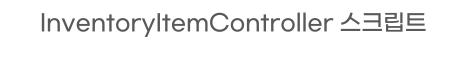 InventoryItemController 스크립트